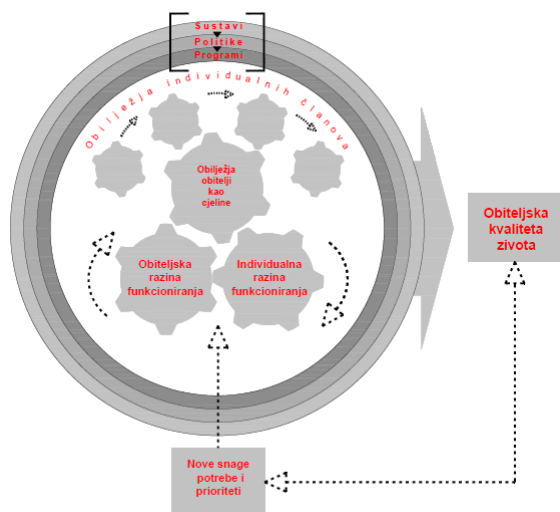 Sustavi
Politike
Programi
Obilježja individualnih članova
Obilježja
obitelji
kao
cjeline
Obiteljska
razina
funkcioniranja
Individualna
razina
funkcioniranja
Obiteljska
kvaliteta
zivota
Nove snage
potrebe i
prioriteti